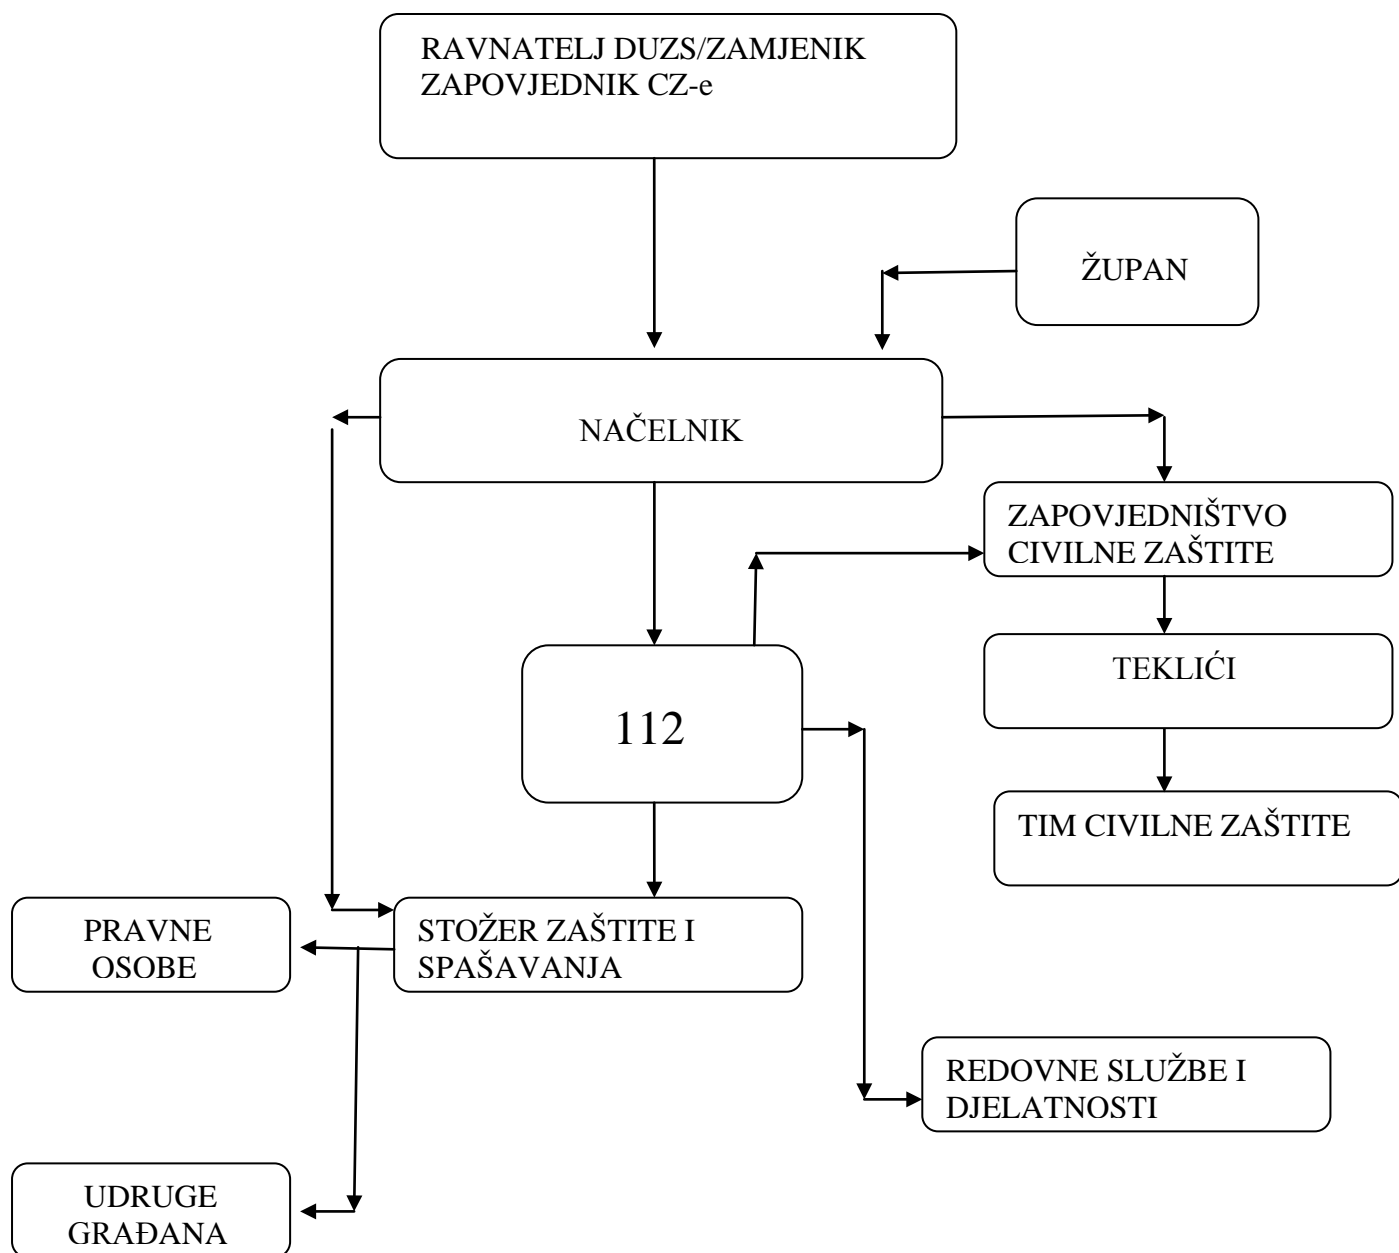 RAVNATELJ DUZS/ZAMJENIK
ZAPOVJEDNIK CZ-e
ŽUPAN
NAČELNIK
ZAPOVJEDNIŠTVO
CIVILNE ZAŠTITE
TEKLIĆI
112
TIM CIVILNE ZAŠTITE
PRAVNE
OSOBE
STOŽER ZAŠTITE I
SPAŠAVANJA
REDOVNE SLUŽBE I
DJELATNOSTI
UDRUGE
GRAĐANA